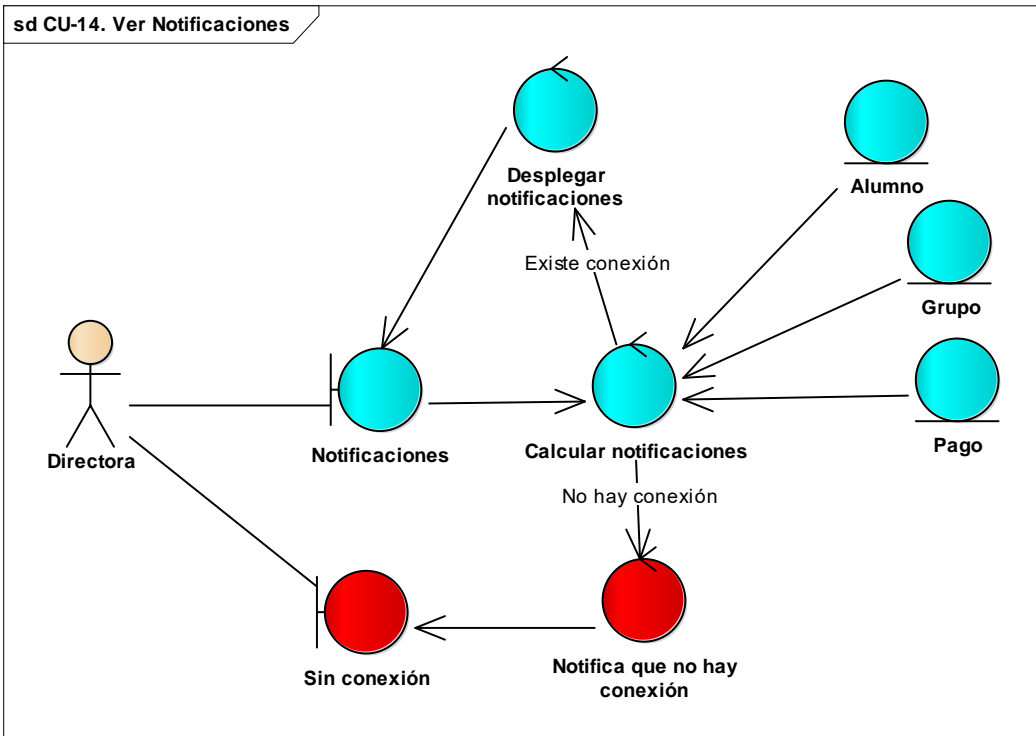 sd CU-14. Ver Notificaciones
Desplegar
notificaciones
Alumno
Existe conexión
Grupo
Directora
Notificaciones
Calcular notificaciones
Pago
No hay conexión
Sin conexión
Notifica que no hay
conexión